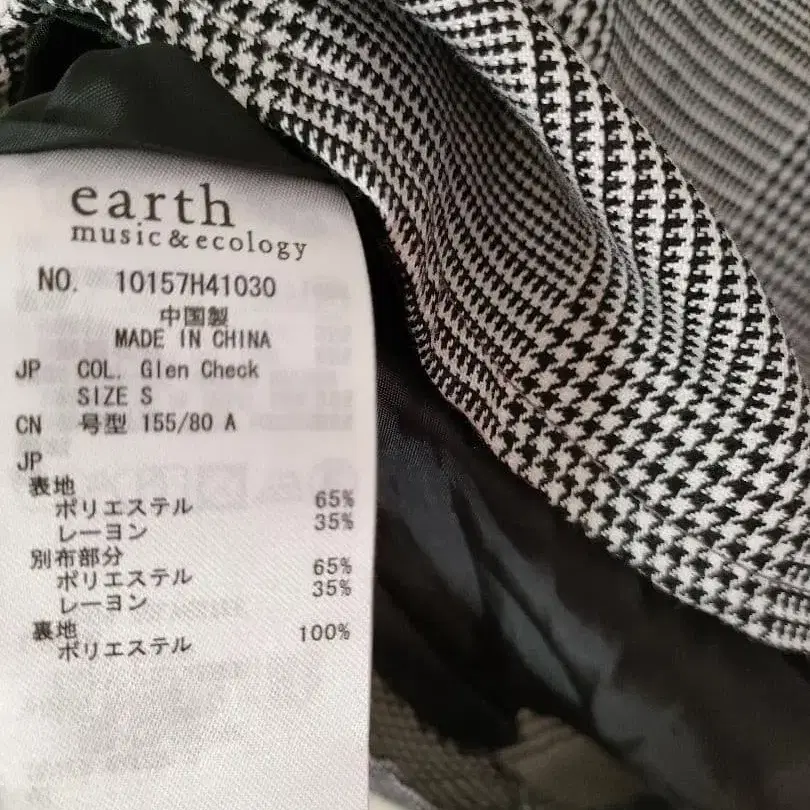 earth
music&ecology
NO. 10157H41030
中国製
MADE IN CHINA
JP COL. Glen Check
SIZE S
CN 号型 155/80 A
JP
表地
ポリエステル 65%
レーヨン 35%
別布部分
ポリエステル 65%
レーヨン 35%
裏地
ポリエステル 100%